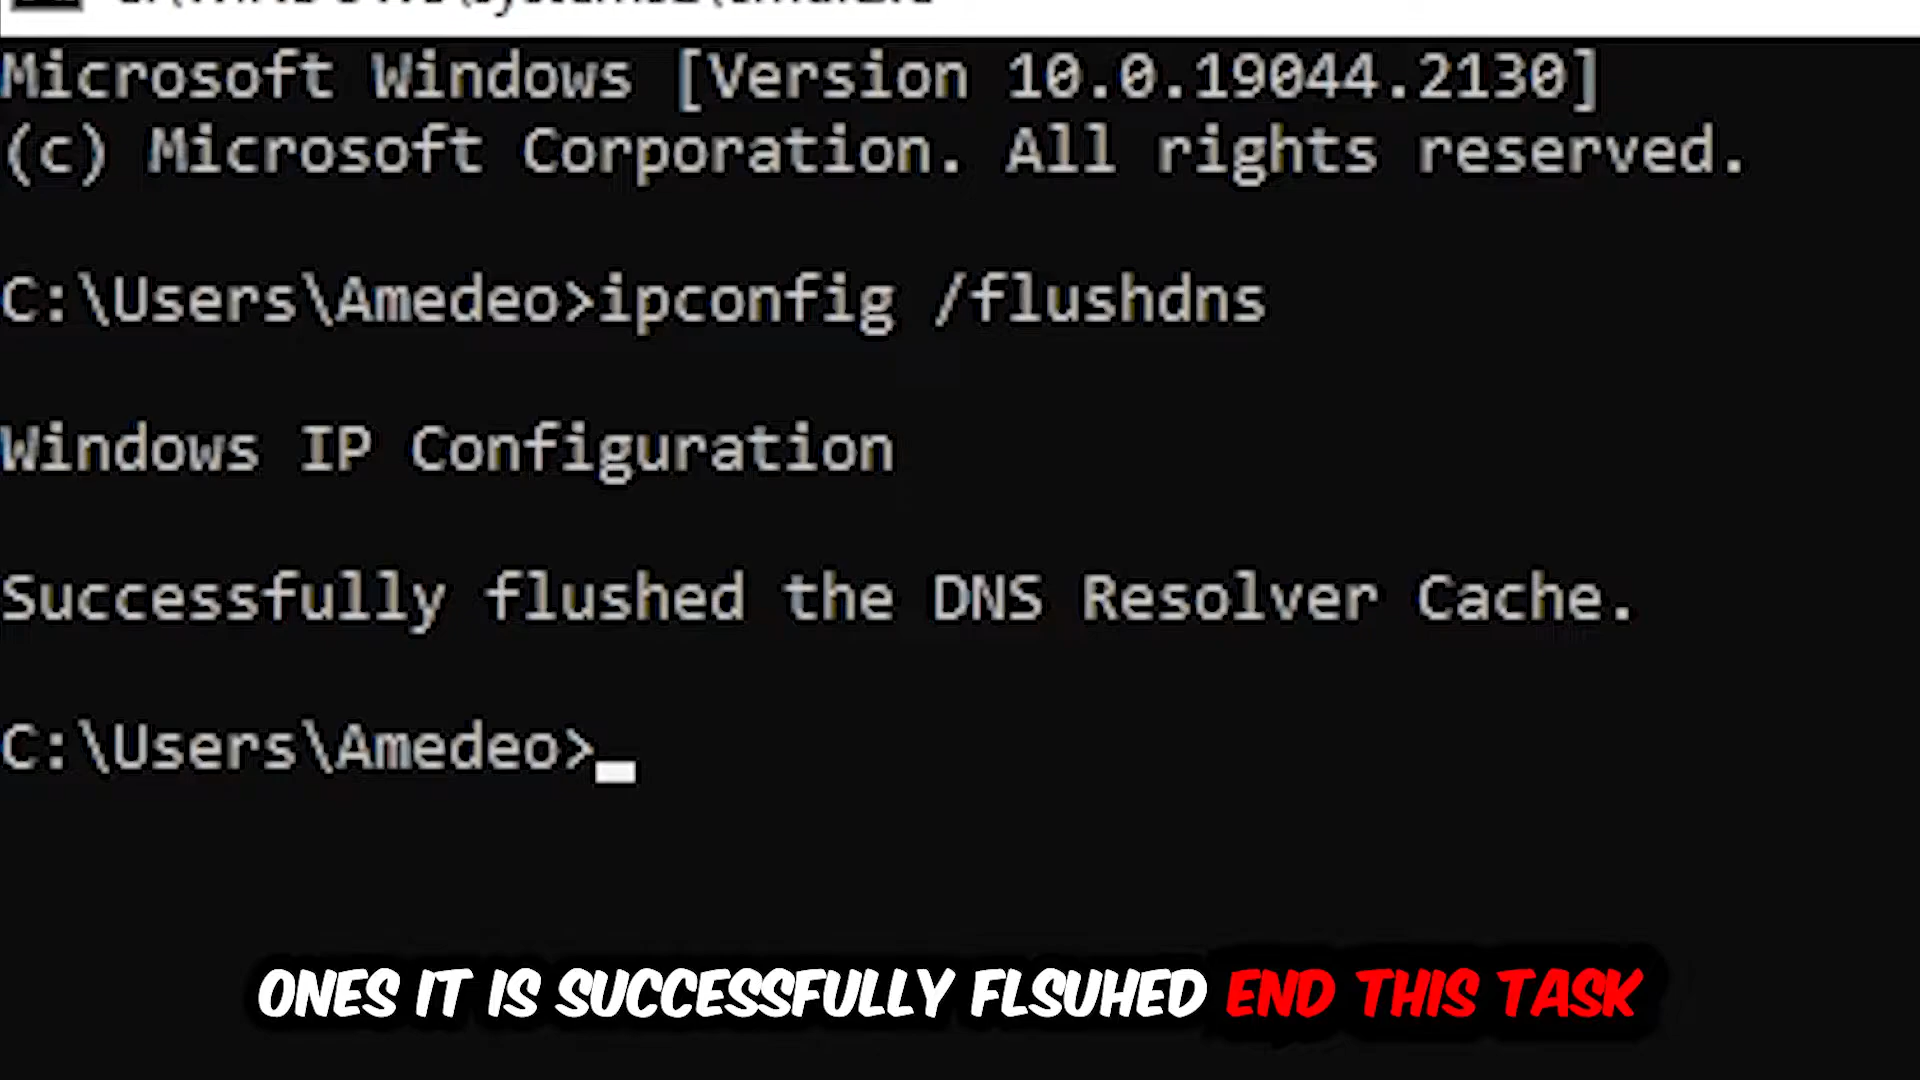 Microsoft Windows [Version 10.0.19044.2130]
(c) Microsoft Corporation. All rights reserved.
C:\Users\Amedeo>ipconfig /flushdns
Windows IP Configuration
Successfully flushed the DNS Resolver Cache.
C:\Users\Amedeo>
ONES IT IS SUCCESSFULLY FLSUHED END THIS TASK